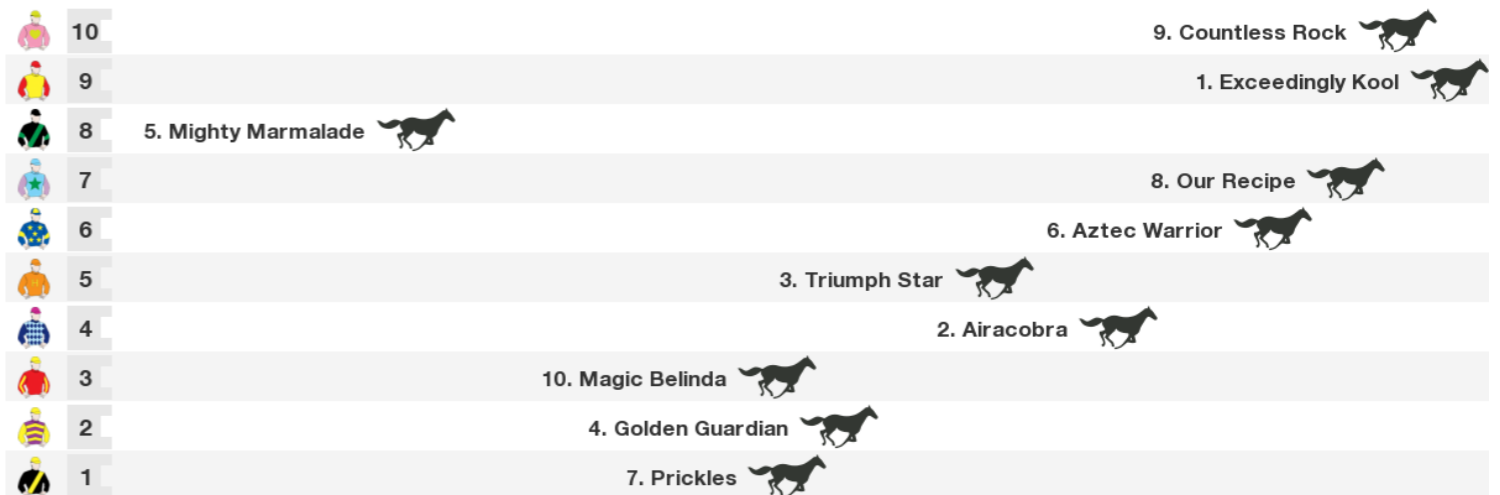 10 9. Countless Rock
9 1. Exceedingly Kool
8 5. Mighty Marmalade
7 8. Our Recipe
6 6. Aztec Warrior
5 3. Triumph Star
4 2. Airacobra
3 10. Magic Belinda
2 4. Golden Guardian
1 7. Prickles